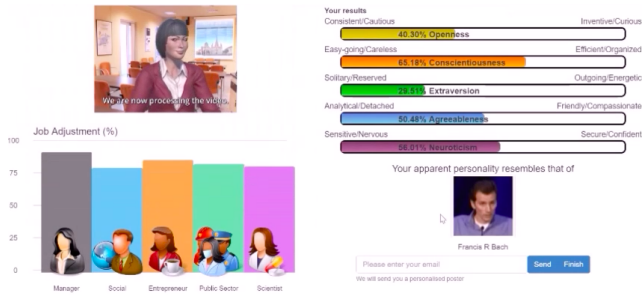 We are now processing the video.
Job Adjustment (%)
100
75
50
25
0
Manager
Social
Entrepreneur
Public Sector
Scientist
Your results
Consistent/Cautious
Inventive/Curious
40.30% Openness
Easy-going/Careless
Efficient/Organized
65.18% Conscientiousness
Solitary/Reserved
Outgoing/Energetic
29.51% Extraversion
Analytical/Detached
Friendly/Compassionate
50.48% Agreeableness
Sensitive/Nervous
Secure/Confident
56.01% Neuroticism
Your apparent personality resembles that of
Francis R Bach
Please enter your email
Send
Finish
We will send you a personalised poster